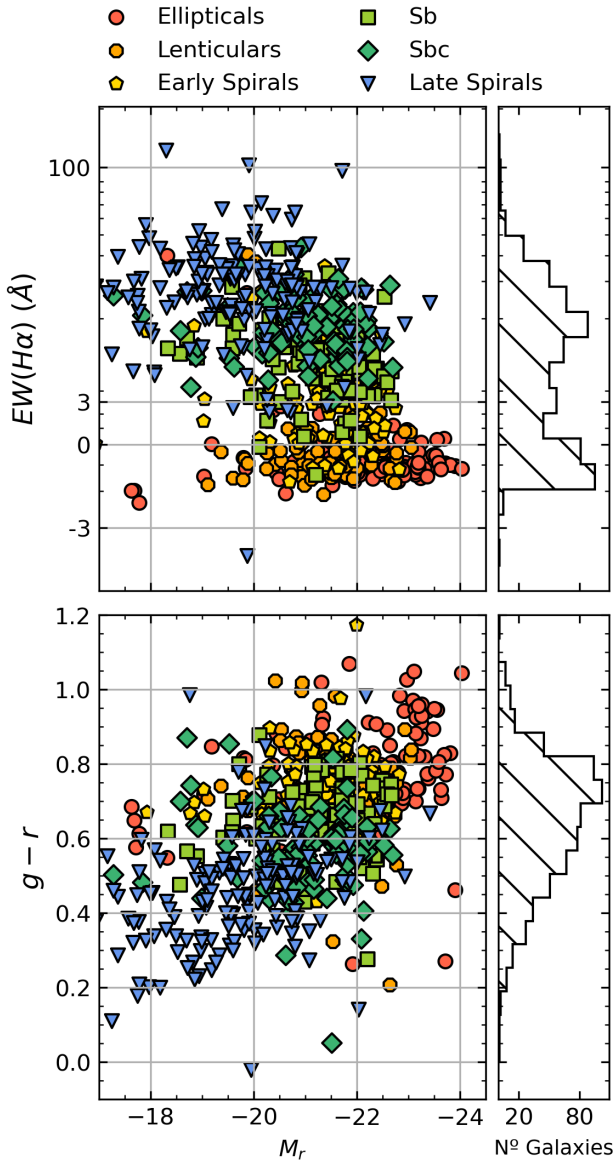 Ellipticals Sb
Lenticulars Sbc
Early Spirals Late Spirals
100
3
0
-3
EW(Hα) (Å)
1.2
1.0
0.8
0.6
0.4
0.2
0.0
g − r
−18 −20 −22 −24 20 80
M_r Nº Galaxies